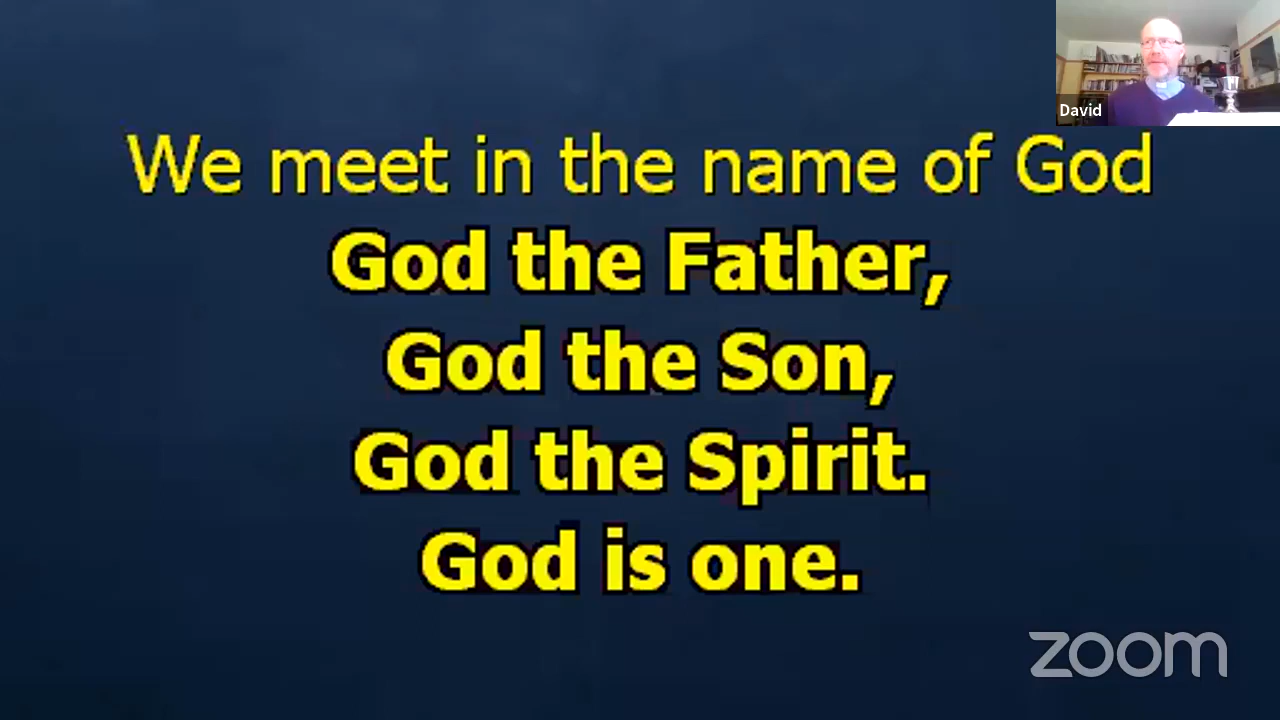 David
We meet in the name of God
God the Father,
God the Son,
God the Spirit.
God is one.
zoom